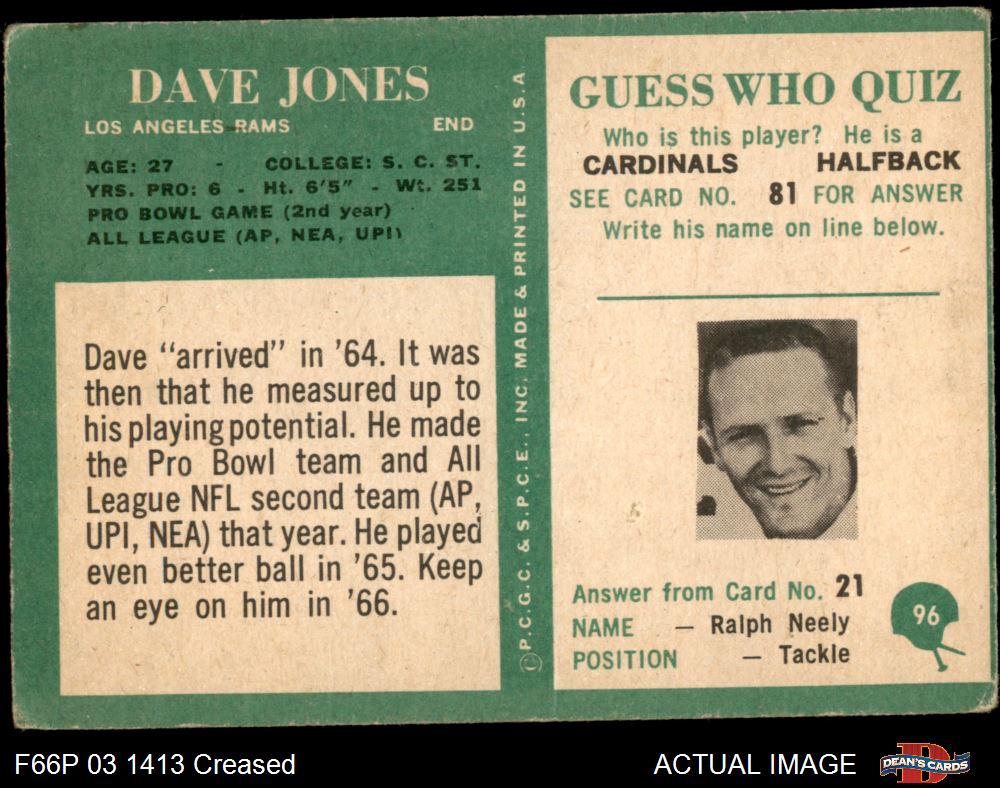 DAVE JONES
LOS ANGELES RAMS END
AGE: 27 - COLLEGE: S. C. ST.
YRS. PRO: 6 - Ht. 6'5" - Wt. 251
PRO BOWL GAME (2nd year)
ALL LEAGUE (AP, NEA, UPI)
Dave “arrived” in '64. It was
then that he measured up to
his playing potential. He made
the Pro Bowl team and All
League NFL second team (AP,
UPI, NEA) that year. He played
even better ball in '65. Keep
an eye on him in '66.
© P.C.G.C. & S.P.C.E., INC. MADE & PRINTED IN U.S.A.
GUESS WHO QUIZ
Who is this player? He is a
CARDINALS HALFBACK
SEE CARD NO. 81 FOR ANSWER
Write his name on line below.
Answer from Card No. 21
NAME — Ralph Neely
POSITION — Tackle
96
F66P 03 1413 Creased
ACTUAL IMAGE
D
DEAN'S CARDS